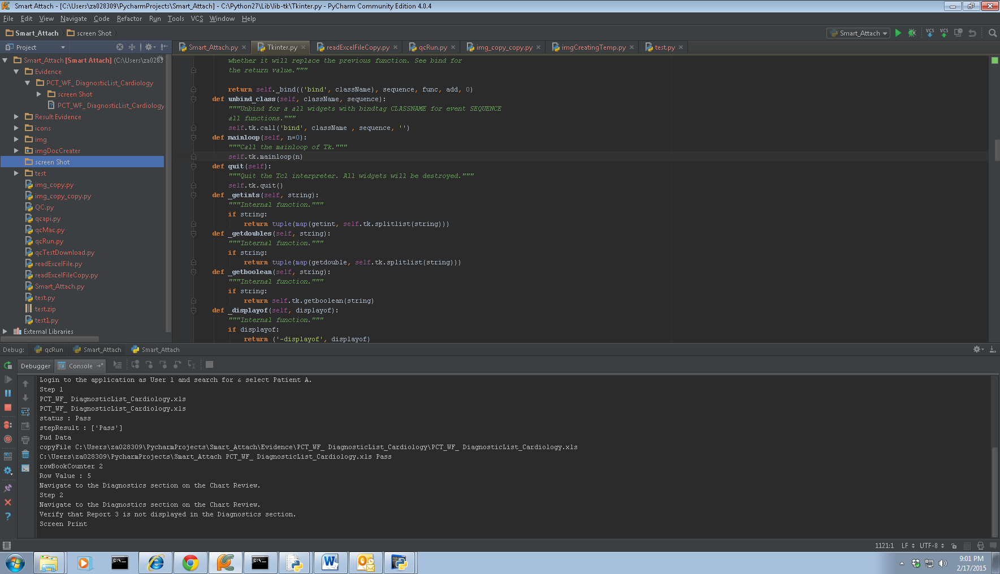 Smart Attach - [C:\Users\za028309\PycharmProjects\Smart_Attach] - C:\Python27\Lib\lib-tk\Tkinter.py - PyCharm Community Edition 4.0.4
File Edit View Navigate Code Refactor Run Tools VCS Window Help
Smart_Attach screen Shot
Smart_Attach VCS VCS
Project
Smart_Attach.py Tkinter.py readExcelFileCopy.py qcRun.py img_copy_copy.py imgCreatingTemp.py test.py
Smart_Attach [Smart Attach] (C:\Users\za0283
Evidence
PCT_WF_ DiagnosticList_Cardiology
screen Shot
PCT_WF_ DiagnosticList_Cardiology
Result Evidence
icons
img
imgDocCreater
screen Shot
test
img_copy.py
img_copy_copy.py
QC.py
qcapi.py
qcMac.py
qcRun.py
qcTestDownload.py
readExcelFile.py
readExcelFileCopy.py
Smart_Attach.py
test.py
test.zip
test1.py
External Libraries
whether it will replace the previous function. See bind for
the return value."""
return self._bind(('bind', className), sequence, func, add, 0)
def unbind_class(self, className, sequence):
"""Unbind for a all widgets with bindtag CLASSNAME for event SEQUENCE
all functions."""
self.tk.call('bind', className , sequence, '')
def mainloop(self, n=0):
"""Call the mainloop of Tk."""
self.tk.mainloop(n)
def quit(self):
"""Quit the Tcl interpreter. All widgets will be destroyed."""
self.tk.quit()
def _getints(self, string):
"""Internal function."""
if string:
return tuple(map(getint, self.tk.splitlist(string)))
def _getdoubles(self, string):
"""Internal function."""
if string:
return tuple(map(getdouble, self.tk.splitlist(string)))
def _getboolean(self, string):
"""Internal function."""
if string:
return self.tk.getboolean(string)
def _displayof(self, displayof):
"""Internal function."""
if displayof:
return ('-displayof', displayof)
Debug: qcRun Smart_Attach Smart_Attach
Debugger Console
Login to the application as User 1 and search for & select Patient A.
Step 1
PCT_WF_ DiagnosticList_Cardiology.xls
PCT_WF_ DiagnosticList_Cardiology.xls
status : Pass
stepResult : ['Pass']
Pud Data
copyFile C:\Users\za028309\PycharmProjects\Smart_Attach\Evidence\PCT_WF_ DiagnosticList_Cardiology\PCT_WF_ DiagnosticList_Cardiology.xls
C:\Users\za028309\PycharmProjects\Smart_Attach PCT_WF_ DiagnosticList_Cardiology.xls Pass
rowBookCounter 2
Row Value : 5
Navigate to the Diagnostics section on the Chart Review.
Step 2
Navigate to the Diagnostics section on the Chart Review.
Verify that Report 3 is not displayed in the Diagnostics section.
Screen Print
1121:1 LF UTF-8
9:01 PM
2/17/2015